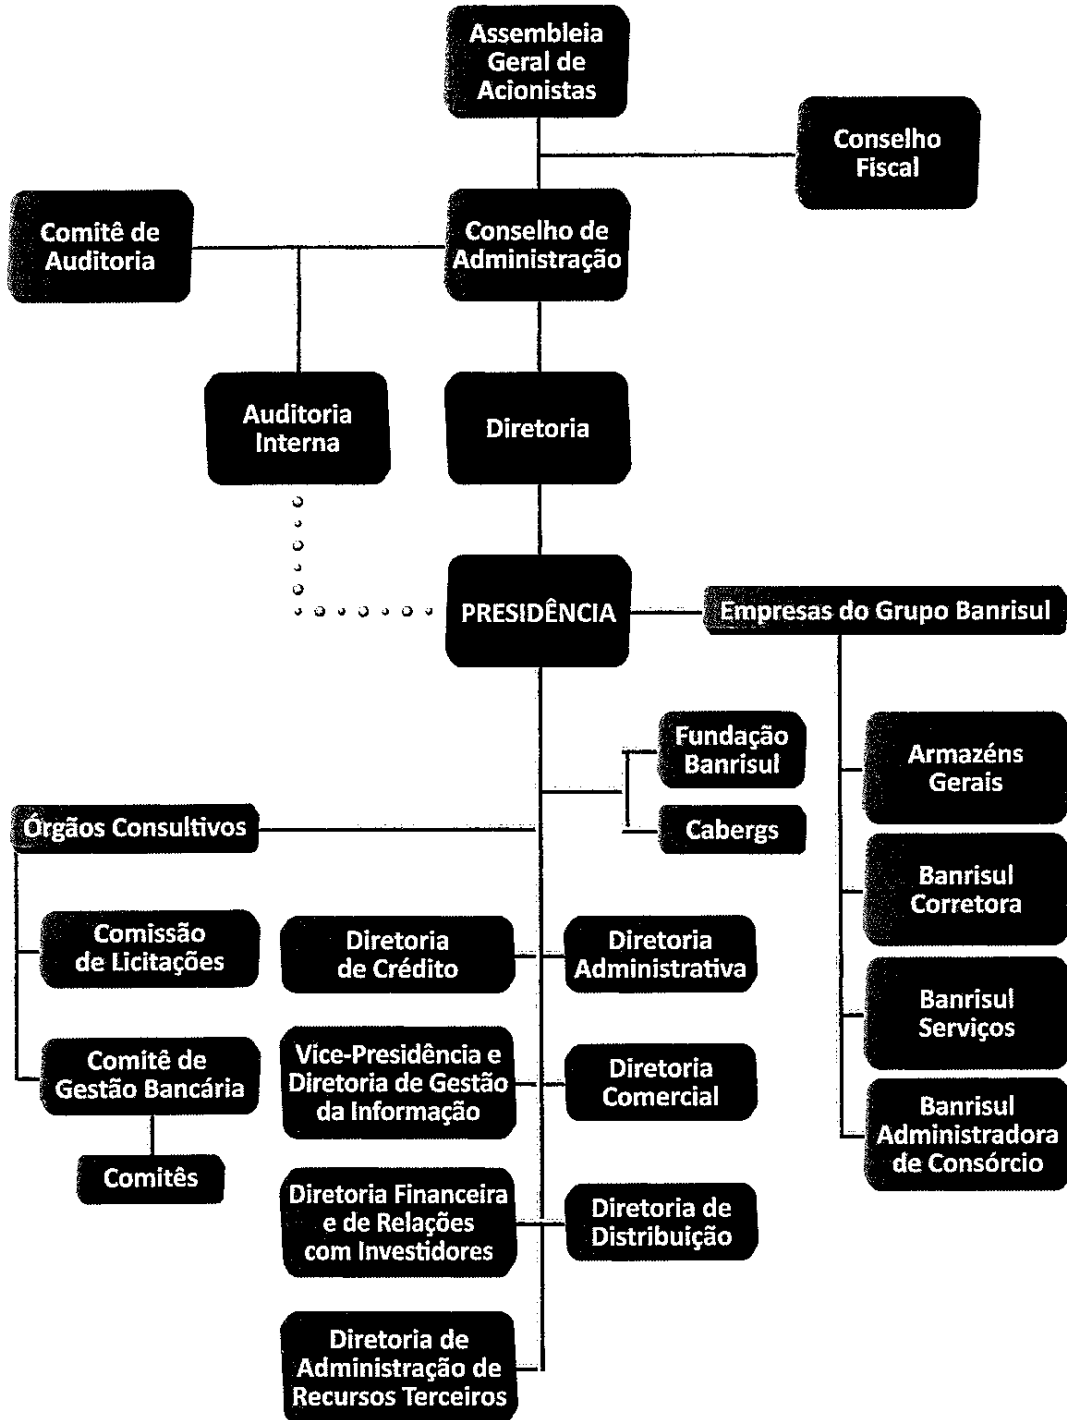 Assembleia
Geral de
Acionistas
Conselho
Fiscal
Comitê de
Auditoria
Conselho de
Administração
Auditoria
Interna
Diretoria
PRESIDÊNCIA
Empresas do Grupo Banrisul
Fundação
Banrisul
Cabergs
Armazéns
Gerais
Órgãos Consultivos
Banrisul
Corretora
Comissão
de Licitações
Diretoria
de Crédito
Diretoria
Administrativa
Banrisul
Serviços
Comitê de
Gestão Bancária
Vice-Presidência e
Diretoria de Gestão
da Informação
Diretoria
Comercial
Banrisul
Administradora
de Consórcio
Comitês
Diretoria Financeira
e de Relações
com Investidores
Diretoria de
Distribuição
Diretoria de
Administração de
Recursos Terceiros